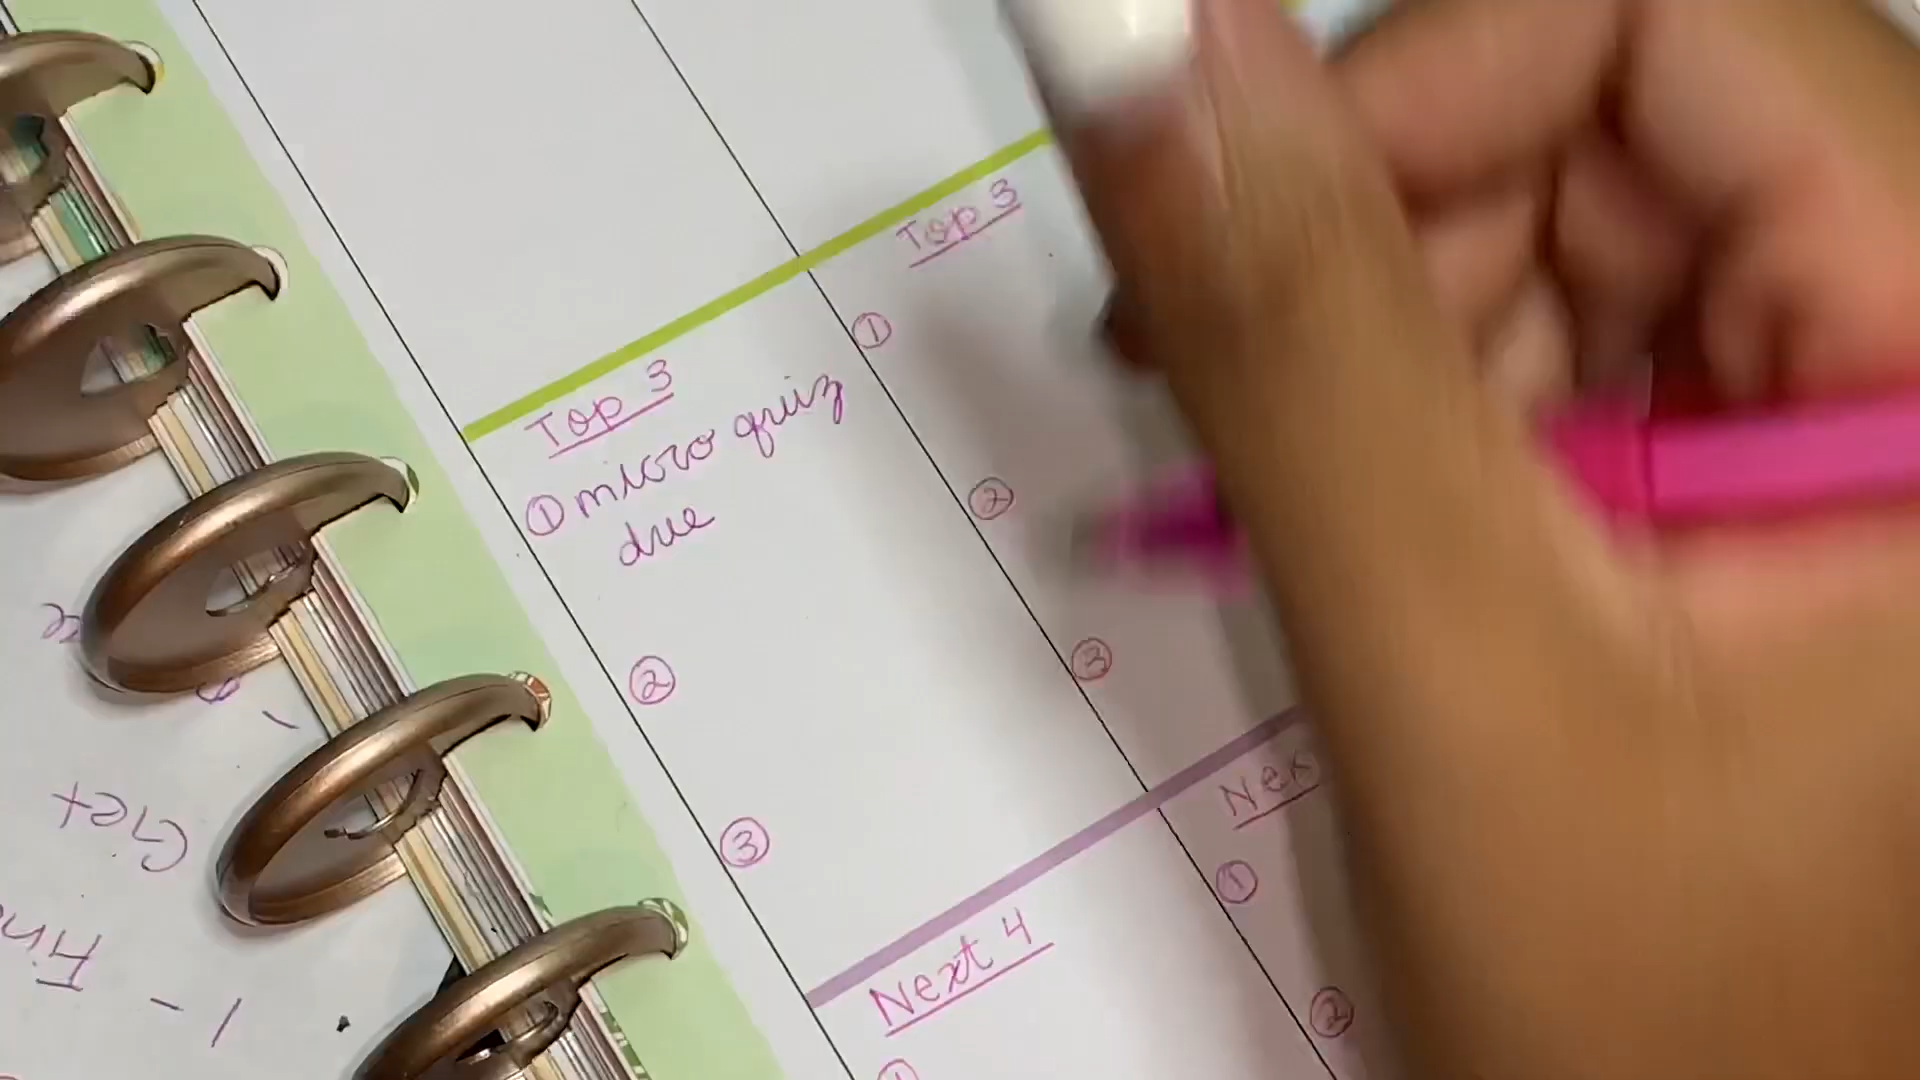 Top 3
① micro quiz
due
②
③
Next 4
①
Top 3
①
②
③
Nex
①
②
Get